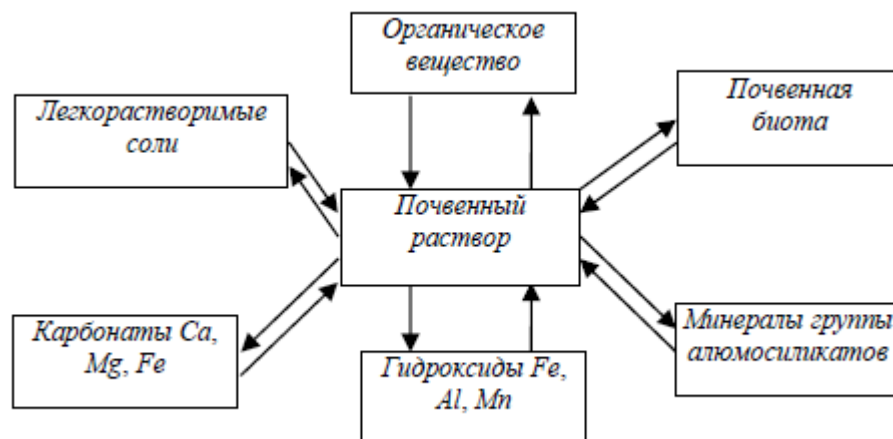 Органическое
вещество
Легкорастворимые
соли
Почвенная
биота
Почвенный
раствор
Карбонаты Ca,
Mg, Fe
Гидроксиды Fe,
Al, Mn
Минералы группы
алюмосиликатов